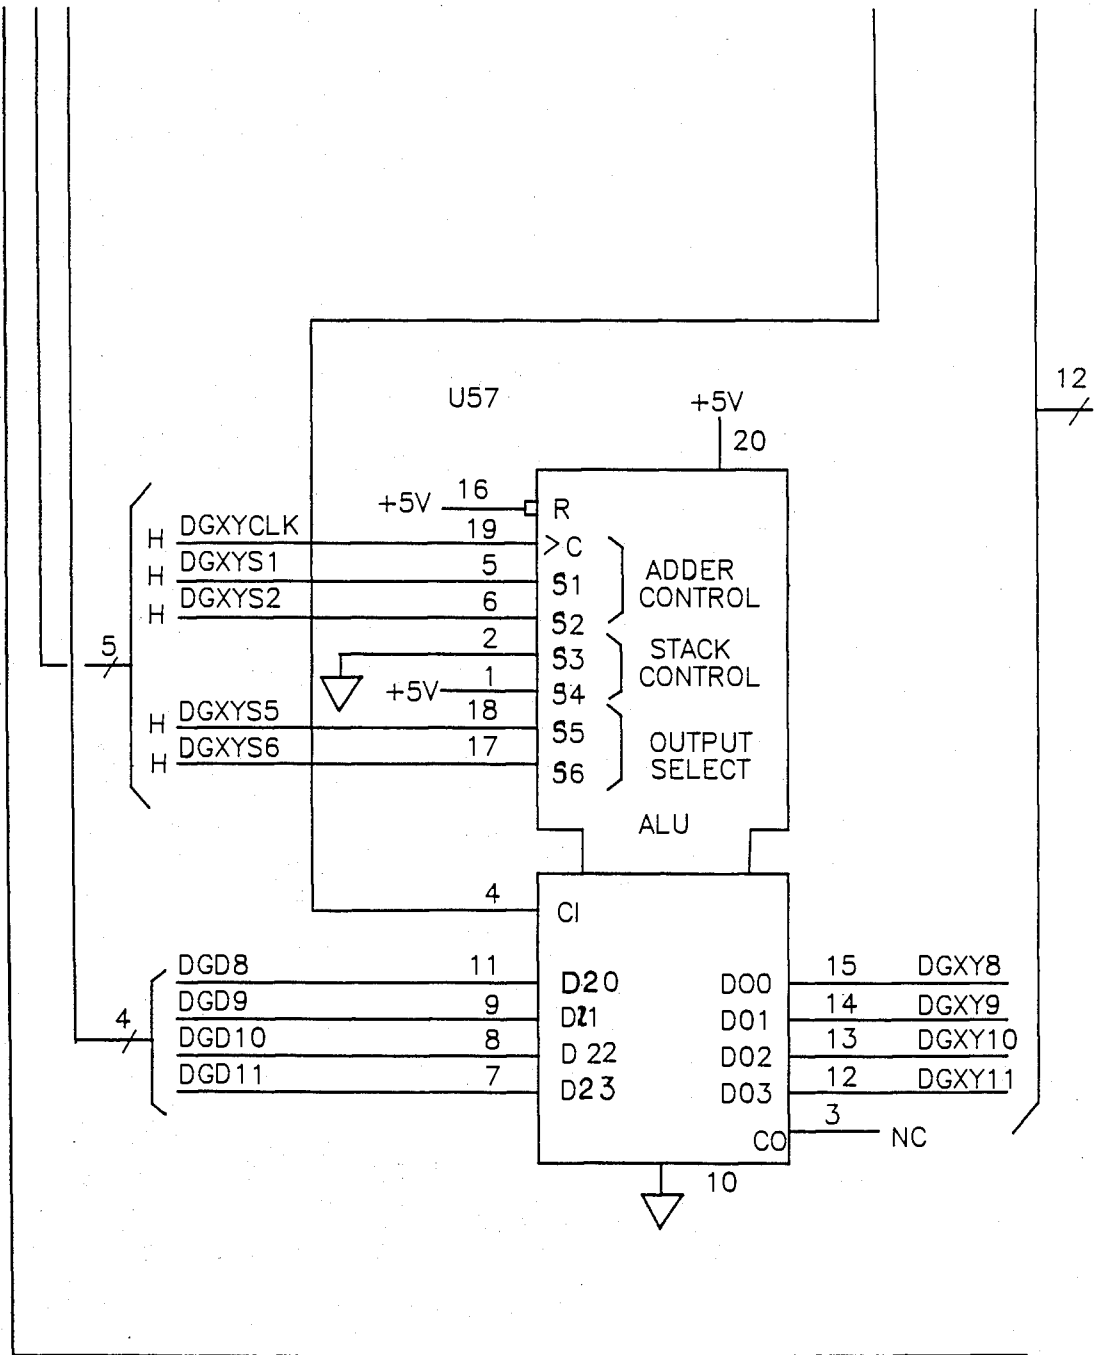 12
U57
+5V
20
+5V 16 R
H DGXYCLK 19 >C
H DGXYS1 5 S1
ADDER
CONTROL
H DGXYS2 6 S2
2 S3
STACK
CONTROL
5
+5V 1 S4
H DGXYS5 18 S5
H DGXYS6 17 S6
OUTPUT
SELECT
ALU
4 CI
DGD8 11 D20 DO0 15 DGXY8
DGD9 9 D21 DO1 14 DGXY9
4
DGD10 8 D22 DO2 13 DGXY10
DGD11 7 D23 DO3 12 DGXY11
CO 3 NC
10